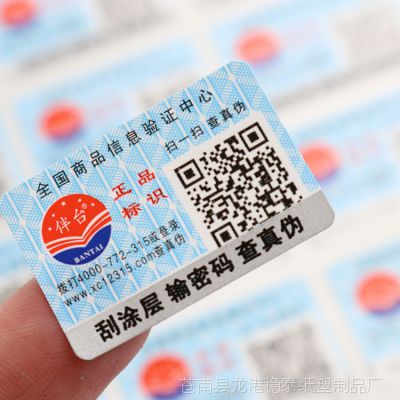 全国商品信息验证中心
扫一扫 查真伪
正品
标识
伴台®
BANTAI
拨打4000-772-315或登录
www.xc12315.com查真伪
刮涂层 输密码 查真伪
苍南县龙港稳泰纸塑制品厂